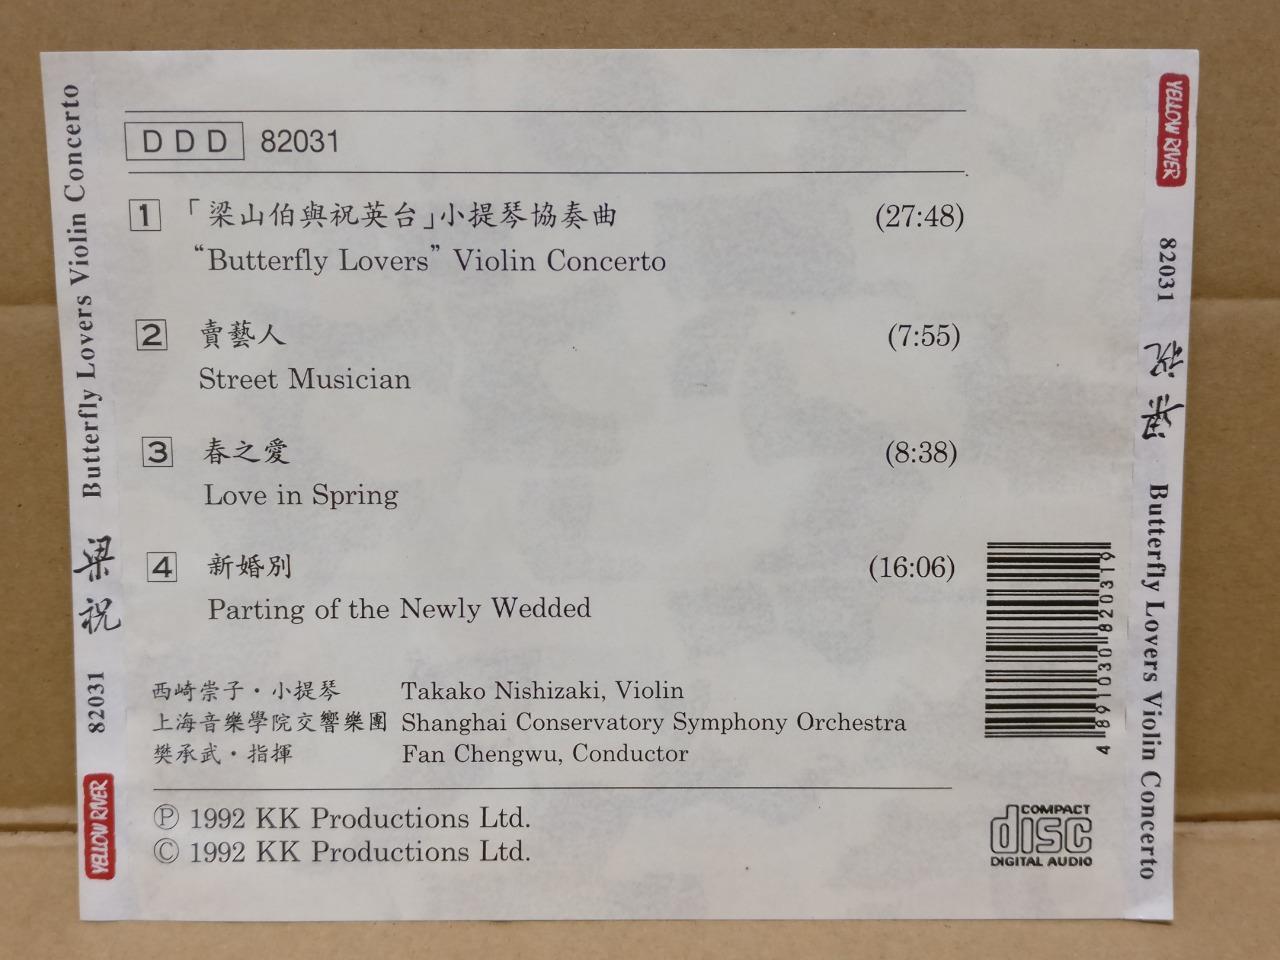 DDD 82031
1 「梁山伯與祝英台」小提琴協奏曲 (27:48)
“Butterfly Lovers” Violin Concerto
2 賣藝人 (7:55)
Street Musician
3 春之愛 (8:38)
Love in Spring
4 新婚別 (16:06)
Parting of the Newly Wedded
西崎崇子・小提琴 Takako Nishizaki, Violin
上海音樂學院交響樂團 Shanghai Conservatory Symphony Orchestra
樊承武・指揮 Fan Chengwu, Conductor
Ⓟ 1992 KK Productions Ltd.
© 1992 KK Productions Ltd.
4 891030 820319
COMPACT
disc
DIGITAL AUDIO
YELLOW RIVER 82031 梁祝 Butterfly Lovers Violin Concerto
YELLOW RIVER 82031 梁祝 Butterfly Lovers Violin Concerto